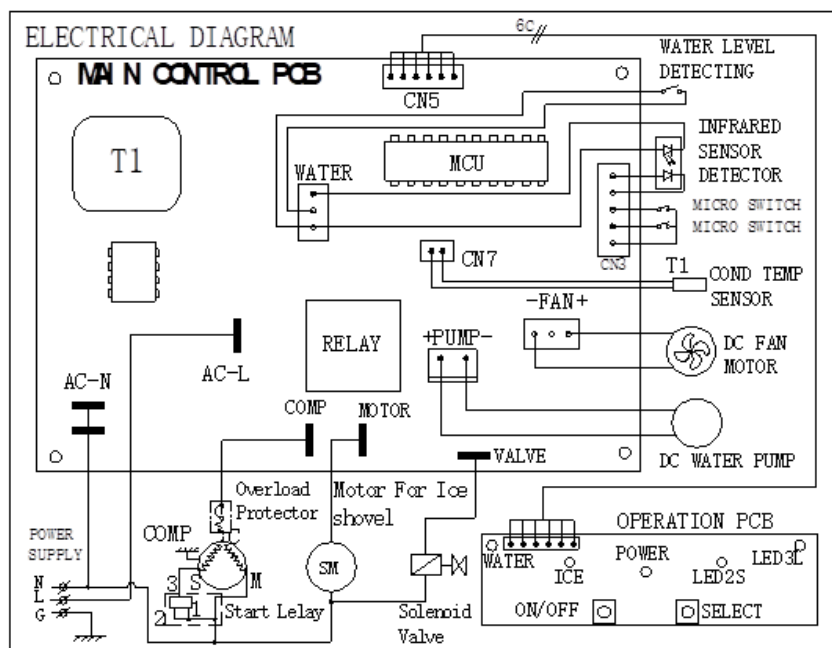 ELECTRICAL DIAGRAM
6C
MAIN CONTROL PCB
CN5
WATER LEVEL
DETECTING
T1
MCU
WATER
INFRARED
SENSOR
DETECTOR
MICRO SWITCH
MICRO SWITCH
CN3
CN7
T1
COND TEMP
SENSOR
-FAN+
DC FAN
MOTOR
RELAY
+PUMP-
AC-L
AC-N
COMP
MOTOR
VALVE
DC WATER PUMP
Overload
Protector
Motor For Ice
shovel
POWER
SUPPLY
COMP
C
S
M
3
1
2
Start Lelay
SM
Solenoid
Valve
N
L
G
OPERATION PCB
WATER
ICE
POWER
LED2S
LED3L
ON/OFF
SELECT